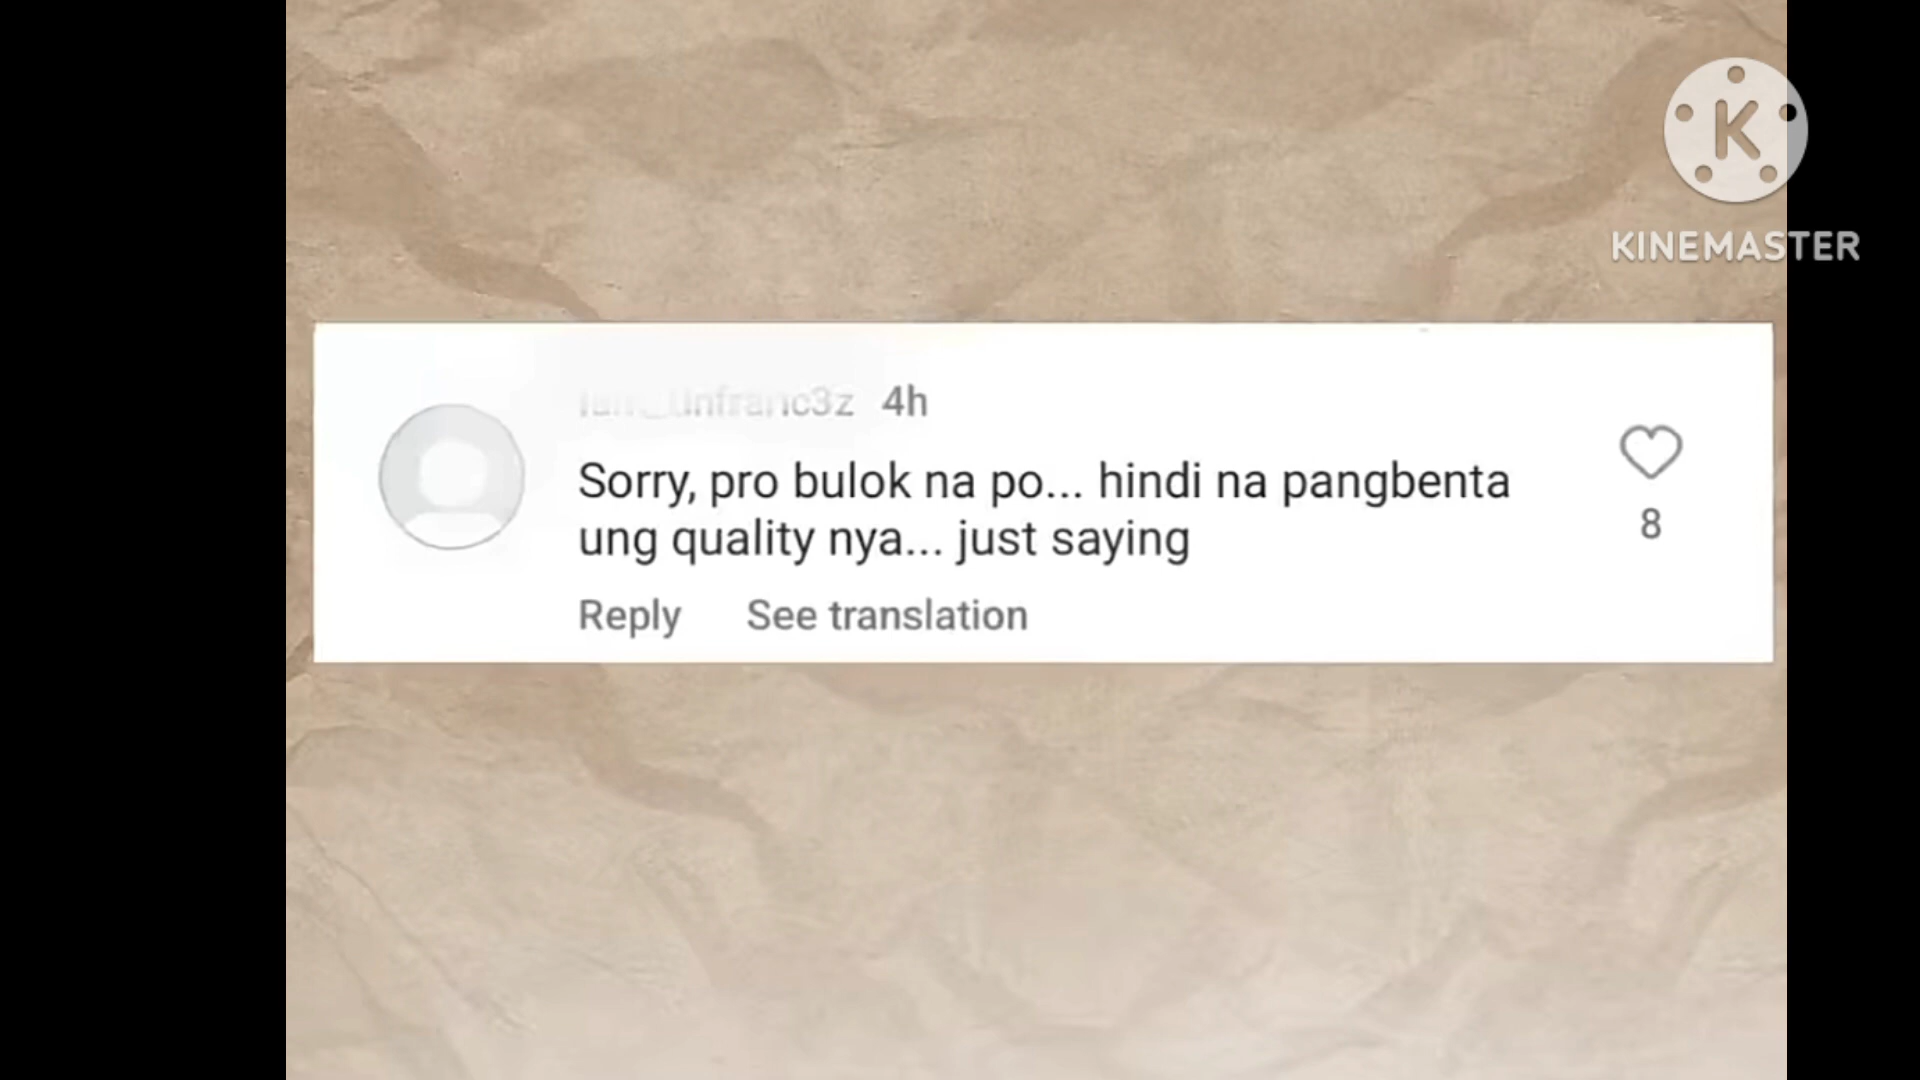 KINEMASTER
4h
Sorry, pro bulok na po... hindi na pangbenta
ung quality nya... just saying
8
Reply See translation